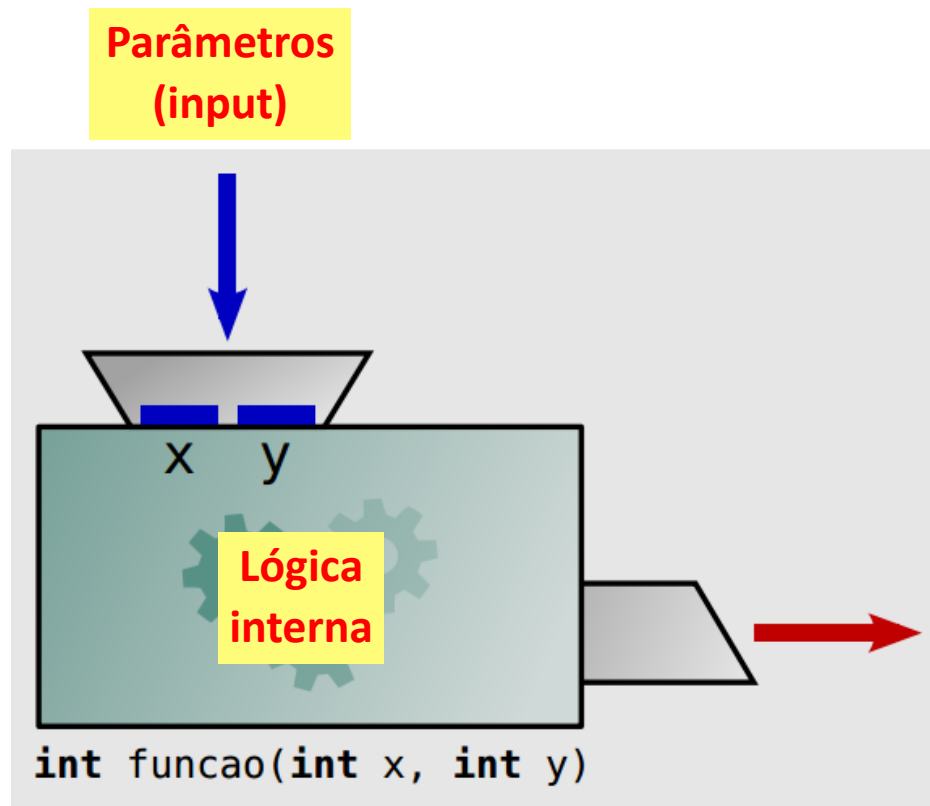 Parâmetros
(input)
x y
Lógica
interna
int funcao(int x, int y)